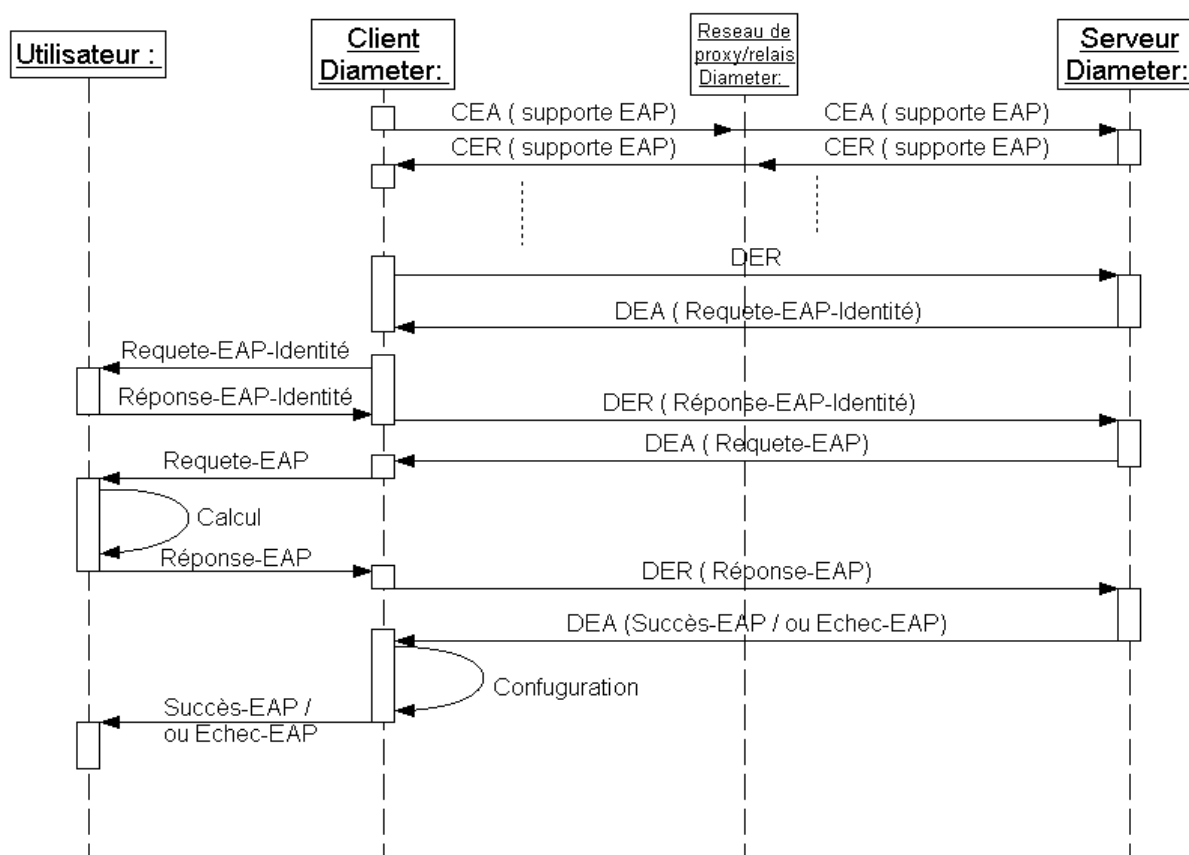 Utilisateur :
Client
Diameter:
Reseau de
proxy/relais
Diameter:
Serveur
Diameter:
CEA ( supporte EAP)
CEA ( supporte EAP)
CER ( supporte EAP)
CER ( supporte EAP)
DER
DEA ( Requete-EAP-Identité)
Requete-EAP-Identité
Réponse-EAP-Identité
DER ( Réponse-EAP-Identité)
DEA ( Requete-EAP)
Requete-EAP
Calcul
Réponse-EAP
DER ( Réponse-EAP)
DEA (Succès-EAP / ou Echec-EAP)
Confuguration
Succès-EAP /
ou Echec-EAP